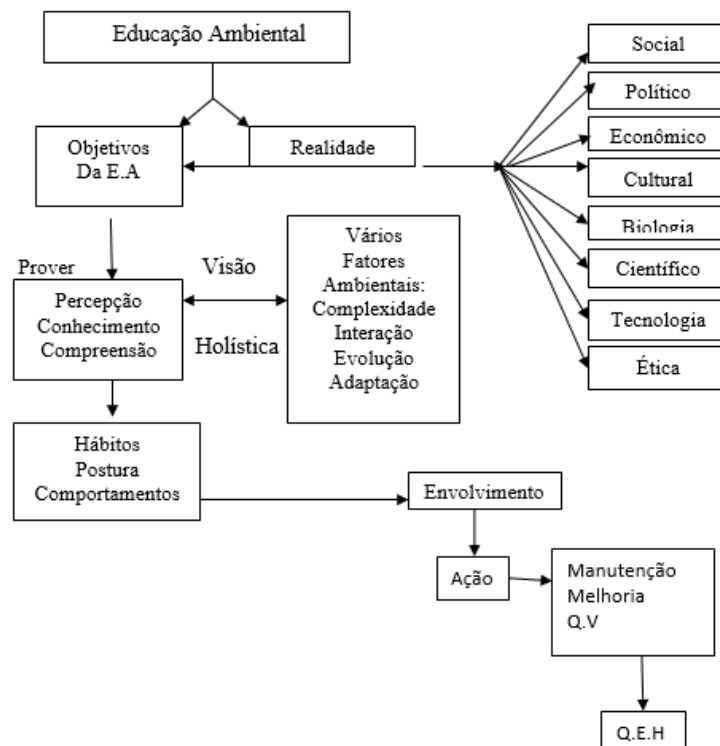 Educação Ambiental
Objetivos
Da E.A
Realidade
Social
Político
Econômico
Cultural
Biologia
Científico
Tecnologia
Ética
Prover
Percepção
Conhecimento
Compreensão
Visão
Holística
Vários
Fatores
Ambientais:
Complexidade
Interação
Evolução
Adaptação
Hábitos
Postura
Comportamentos
Envolvimento
Ação
Manutenção
Melhoria
Q.V
Q.E.H